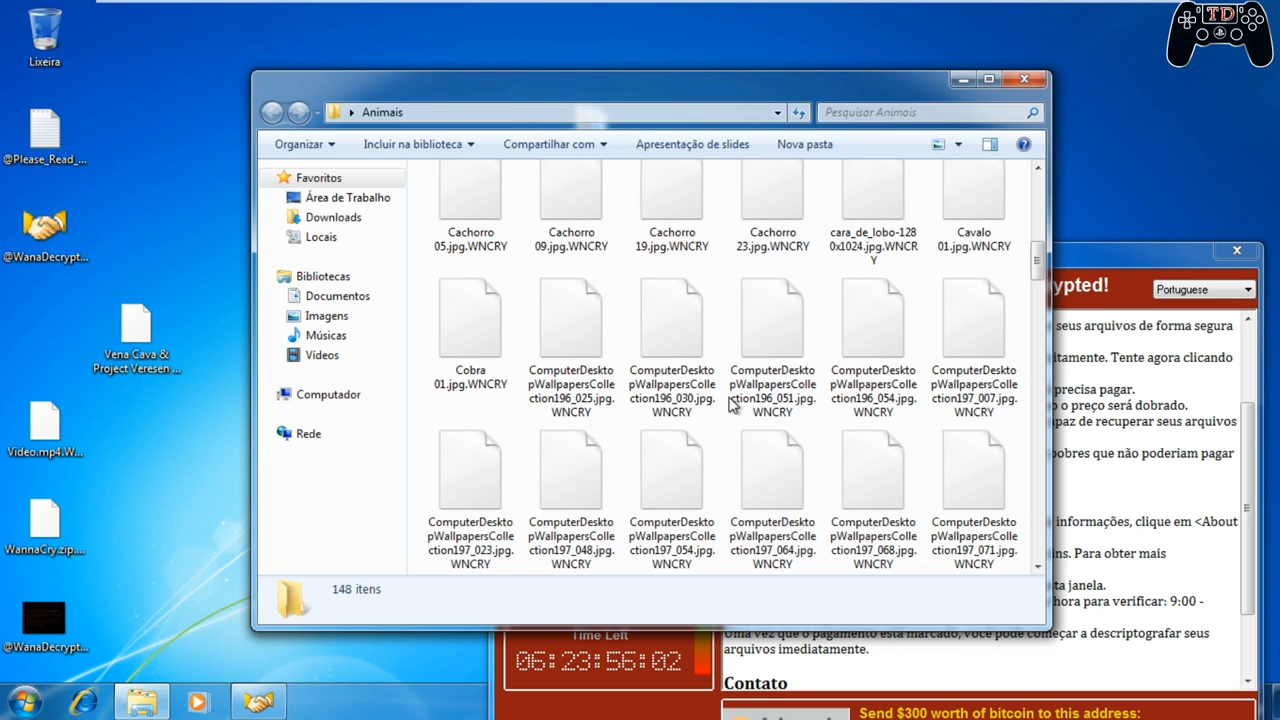 TD
Lixeira
@Please_Read_...
@WanaDecrypt...
Vena Cava &
Project Veresen ...
Video.mp4.W...
WannaCry.zip....
@WanaDecrypt...
Animais
Pesquisar Animais
Organizar
Incluir na biblioteca
Compartilhar com
Apresentação de slides
Nova pasta
Favoritos
Área de Trabalho
Downloads
Locais
Bibliotecas
Documentos
Imagens
Músicas
Vídeos
Computador
Rede
Cachorro
05.jpg.WNCRY
Cachorro
09.jpg.WNCRY
Cachorro
19.jpg.WNCRY
Cachorro
23.jpg.WNCRY
cara_de_lobo-128
0x1024.jpg.WNCR
Y
Cavalo
01.jpg.WNCRY
Cobra
01.jpg.WNCRY
ComputerDeskto
pWallpapersColle
ction196_025.jpg.
WNCRY
ComputerDeskto
pWallpapersColle
ction196_030.jpg.
WNCRY
ComputerDeskto
pWallpapersColle
ction196_051.jpg.
WNCRY
ComputerDeskto
pWallpapersColle
ction196_054.jpg.
WNCRY
ComputerDeskto
pWallpapersColle
ction197_007.jpg.
WNCRY
ComputerDeskto
pWallpapersColle
ction197_023.jpg.
WNCRY
ComputerDeskto
pWallpapersColle
ction197_048.jpg.
WNCRY
ComputerDeskto
pWallpapersColle
ction197_054.jpg.
WNCRY
ComputerDeskto
pWallpapersColle
ction197_064.jpg.
WNCRY
ComputerDeskto
pWallpapersColle
ction197_068.jpg.
WNCRY
ComputerDeskto
pWallpapersColle
ction197_071.jpg.
WNCRY
148 itens
ypted!
Portuguese
seus arquivos de forma segura
itamente. Tente agora clicando
precisa pagar.
o o preço será dobrado.
paz de recuperar seus arquivos
pobres que não poderiam pagar
informações, clique em <About
ins. Para obter mais
ta janela.
hora para verificar: 9:00 -
Uma vez que o pagamento está marcado, você pode começar a descriptografar seus
arquivos imediatamente.
Contato
Time Left
06:23:56:02
Send $300 worth of bitcoin to this address: